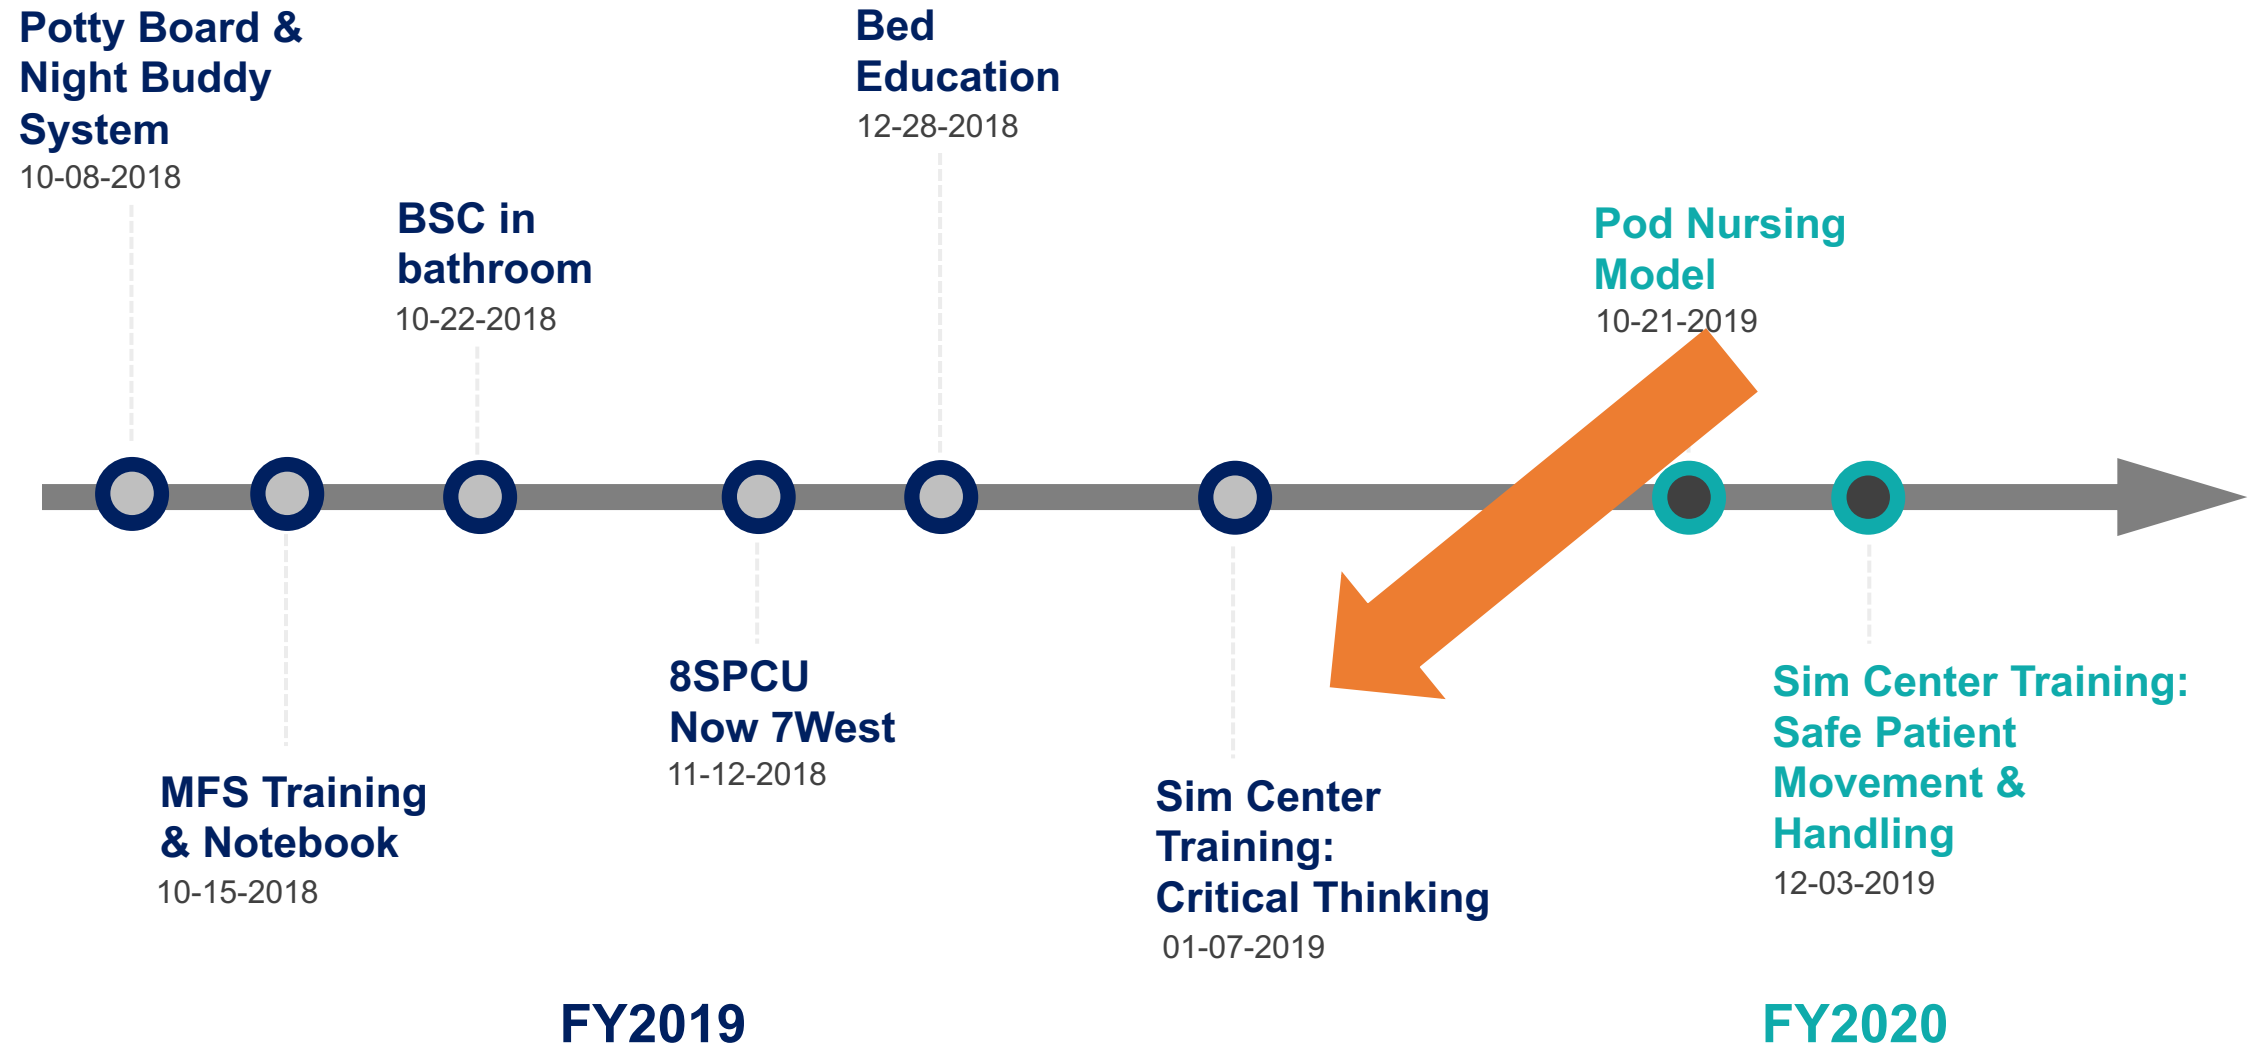 Potty Board &
Night Buddy
System
10-08-2018
MFS Training
& Notebook
10-15-2018
BSC in
bathroom
10-22-2018
8SPCU
Now 7West
11-12-2018
Bed
Education
12-28-2018
Sim Center
Training:
Critical Thinking
01-07-2019
Pod Nursing
Model
10-21-2019
Sim Center Training:
Safe Patient
Movement &
Handling
12-03-2019
FY2019
FY2020